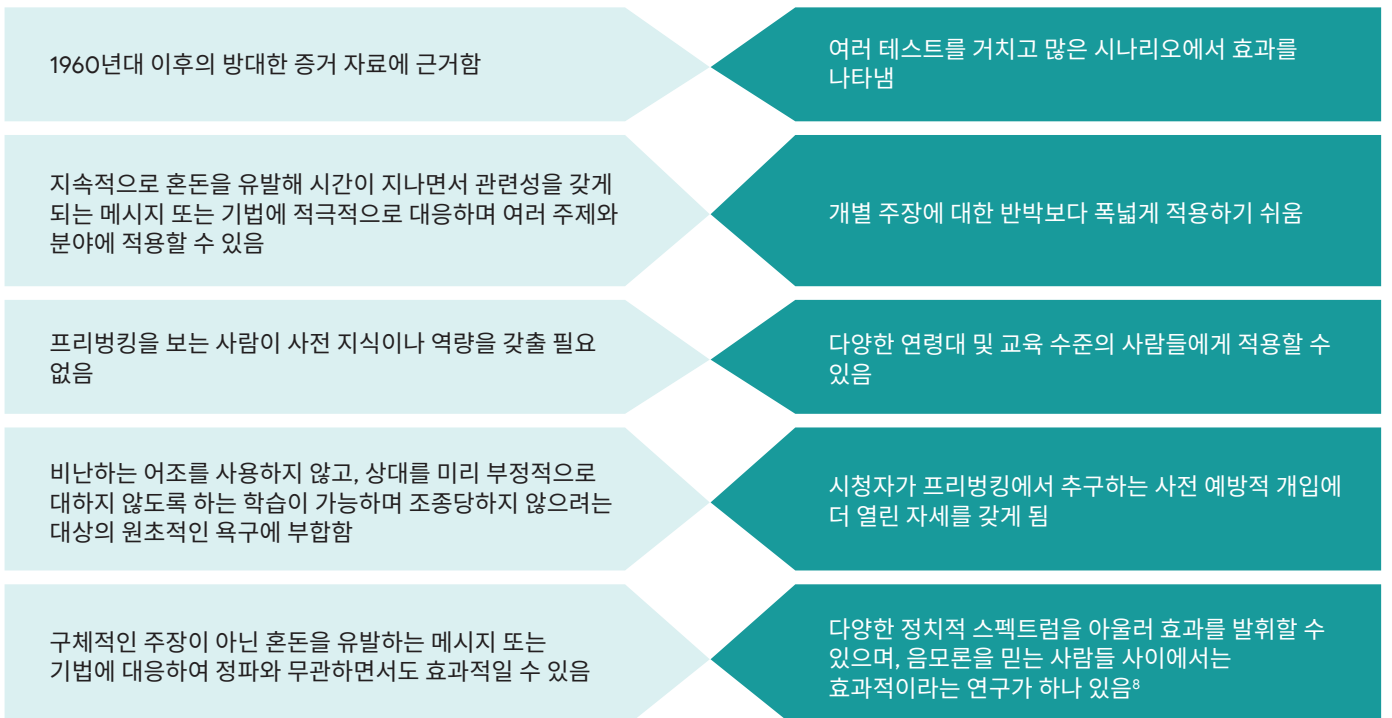 1960년대 이후의 방대한 증거 자료에 근거함
여러 테스트를 거치고 많은 시나리오에서 효과를
나타냄
지속적으로 혼돈을 유발해 시간이 지나면서 관련성을 갖게
되는 메시지 또는 기법에 적극적으로 대응하며 여러 주제와
분야에 적용할 수 있음
개별 주장에 대한 반박보다 폭넓게 적용하기 쉬움
프리벙킹을 보는 사람이 사전 지식이나 역량을 갖출 필요
없음
다양한 연령대 및 교육 수준의 사람들에게 적용할 수
있음
비난하는 어조를 사용하지 않고, 상대를 미리 부정적으로
대하지 않도록 하는 학습이 가능하며 조종당하지 않으려는
대상의 원초적인 욕구에 부합함
시청자가 프리벙킹에서 추구하는 사전 예방적 개입에
더 열린 자세를 갖게 됨
구체적인 주장이 아닌 혼돈을 유발하는 메시지 또는
기법에 대응하여 정파와 무관하면서도 효과적일 수 있음
다양한 정치적 스펙트럼을 아울러 효과를 발휘할 수
있으며, 음모론을 믿는 사람들 사이에서는
효과적이라는 연구가 하나 있음⁸